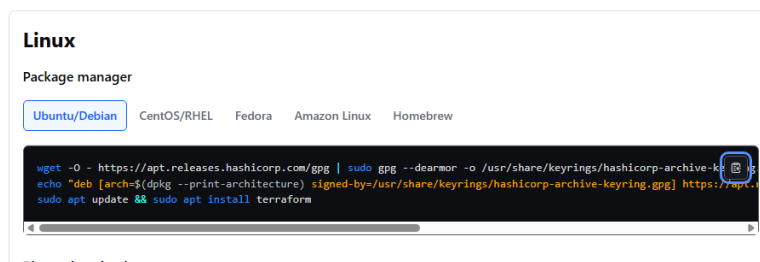 Linux
Package manager
Ubuntu/Debian CentOS/RHEL Fedora Amazon Linux Homebrew
wget -O - https://apt.releases.hashicorp.com/gpg | sudo gpg --dearmor -o /usr/share/keyrings/hashicorp-archive-k
echo "deb [arch=$(dpkg --print-architecture) signed-by=/usr/share/keyrings/hashicorp-archive-keyring.gpg] https://apt.
sudo apt update && sudo apt install terraform